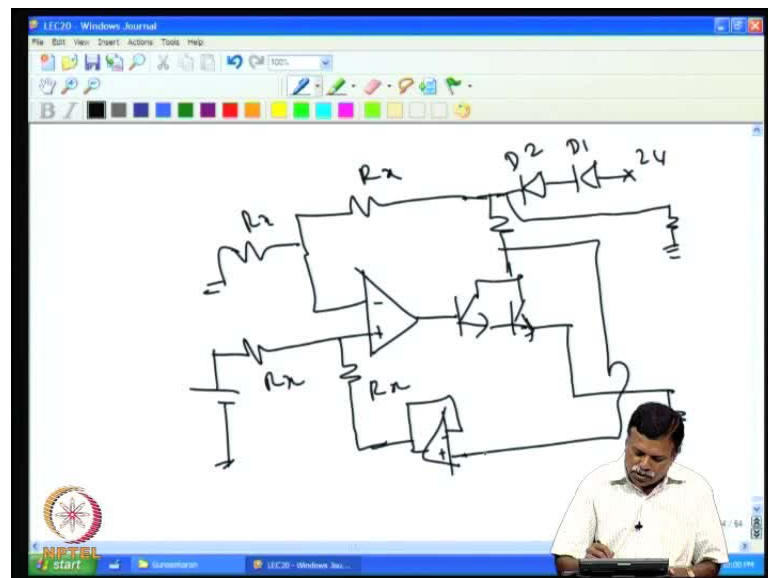 LEC20 - Windows Journal
File Edit View Insert Actions Tools Help
100%
B I
D2 D1 24
Rx
Rx
-
+
Rx
Rx
-
+
NPTEL
start
LEC20 - Windows Jou...